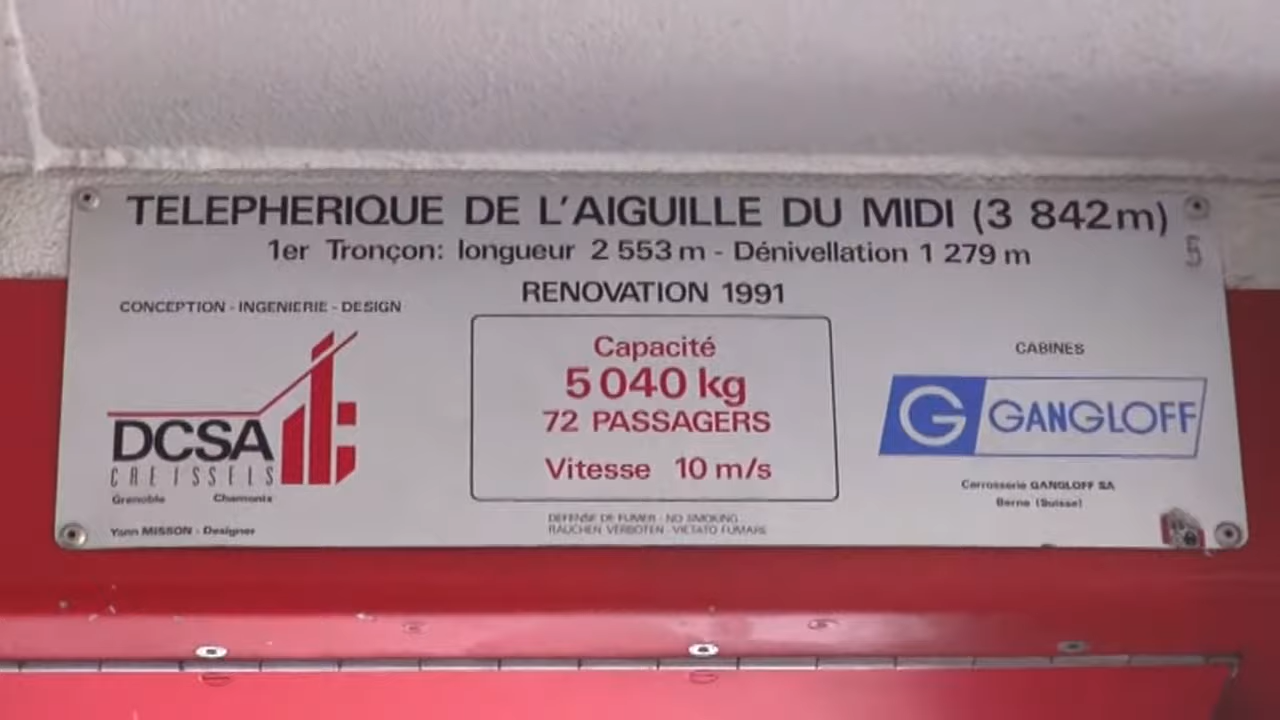 TELEPHERIQUE DE L'AIGUILLE DU MIDI (3 842m)
1er Tronçon: longueur 2 553 m - Dénivellation 1 279 m
5
RENOVATION 1991
CONCEPTION - INGENIERIE - DESIGN
DCSA
CREISSELS
Grenoble Chamonix
Yann MISSON - Designer
Capacité
5 040 kg
72 PASSAGERS
Vitesse 10 m/s
DEFENSE DE FUMER - NO SMOKING
RAUCHEN VERBOTEN - VIETATO FUMARE
CABINES
G GANGLOFF
Carrosserie GANGLOFF SA
Berne (Suisse)